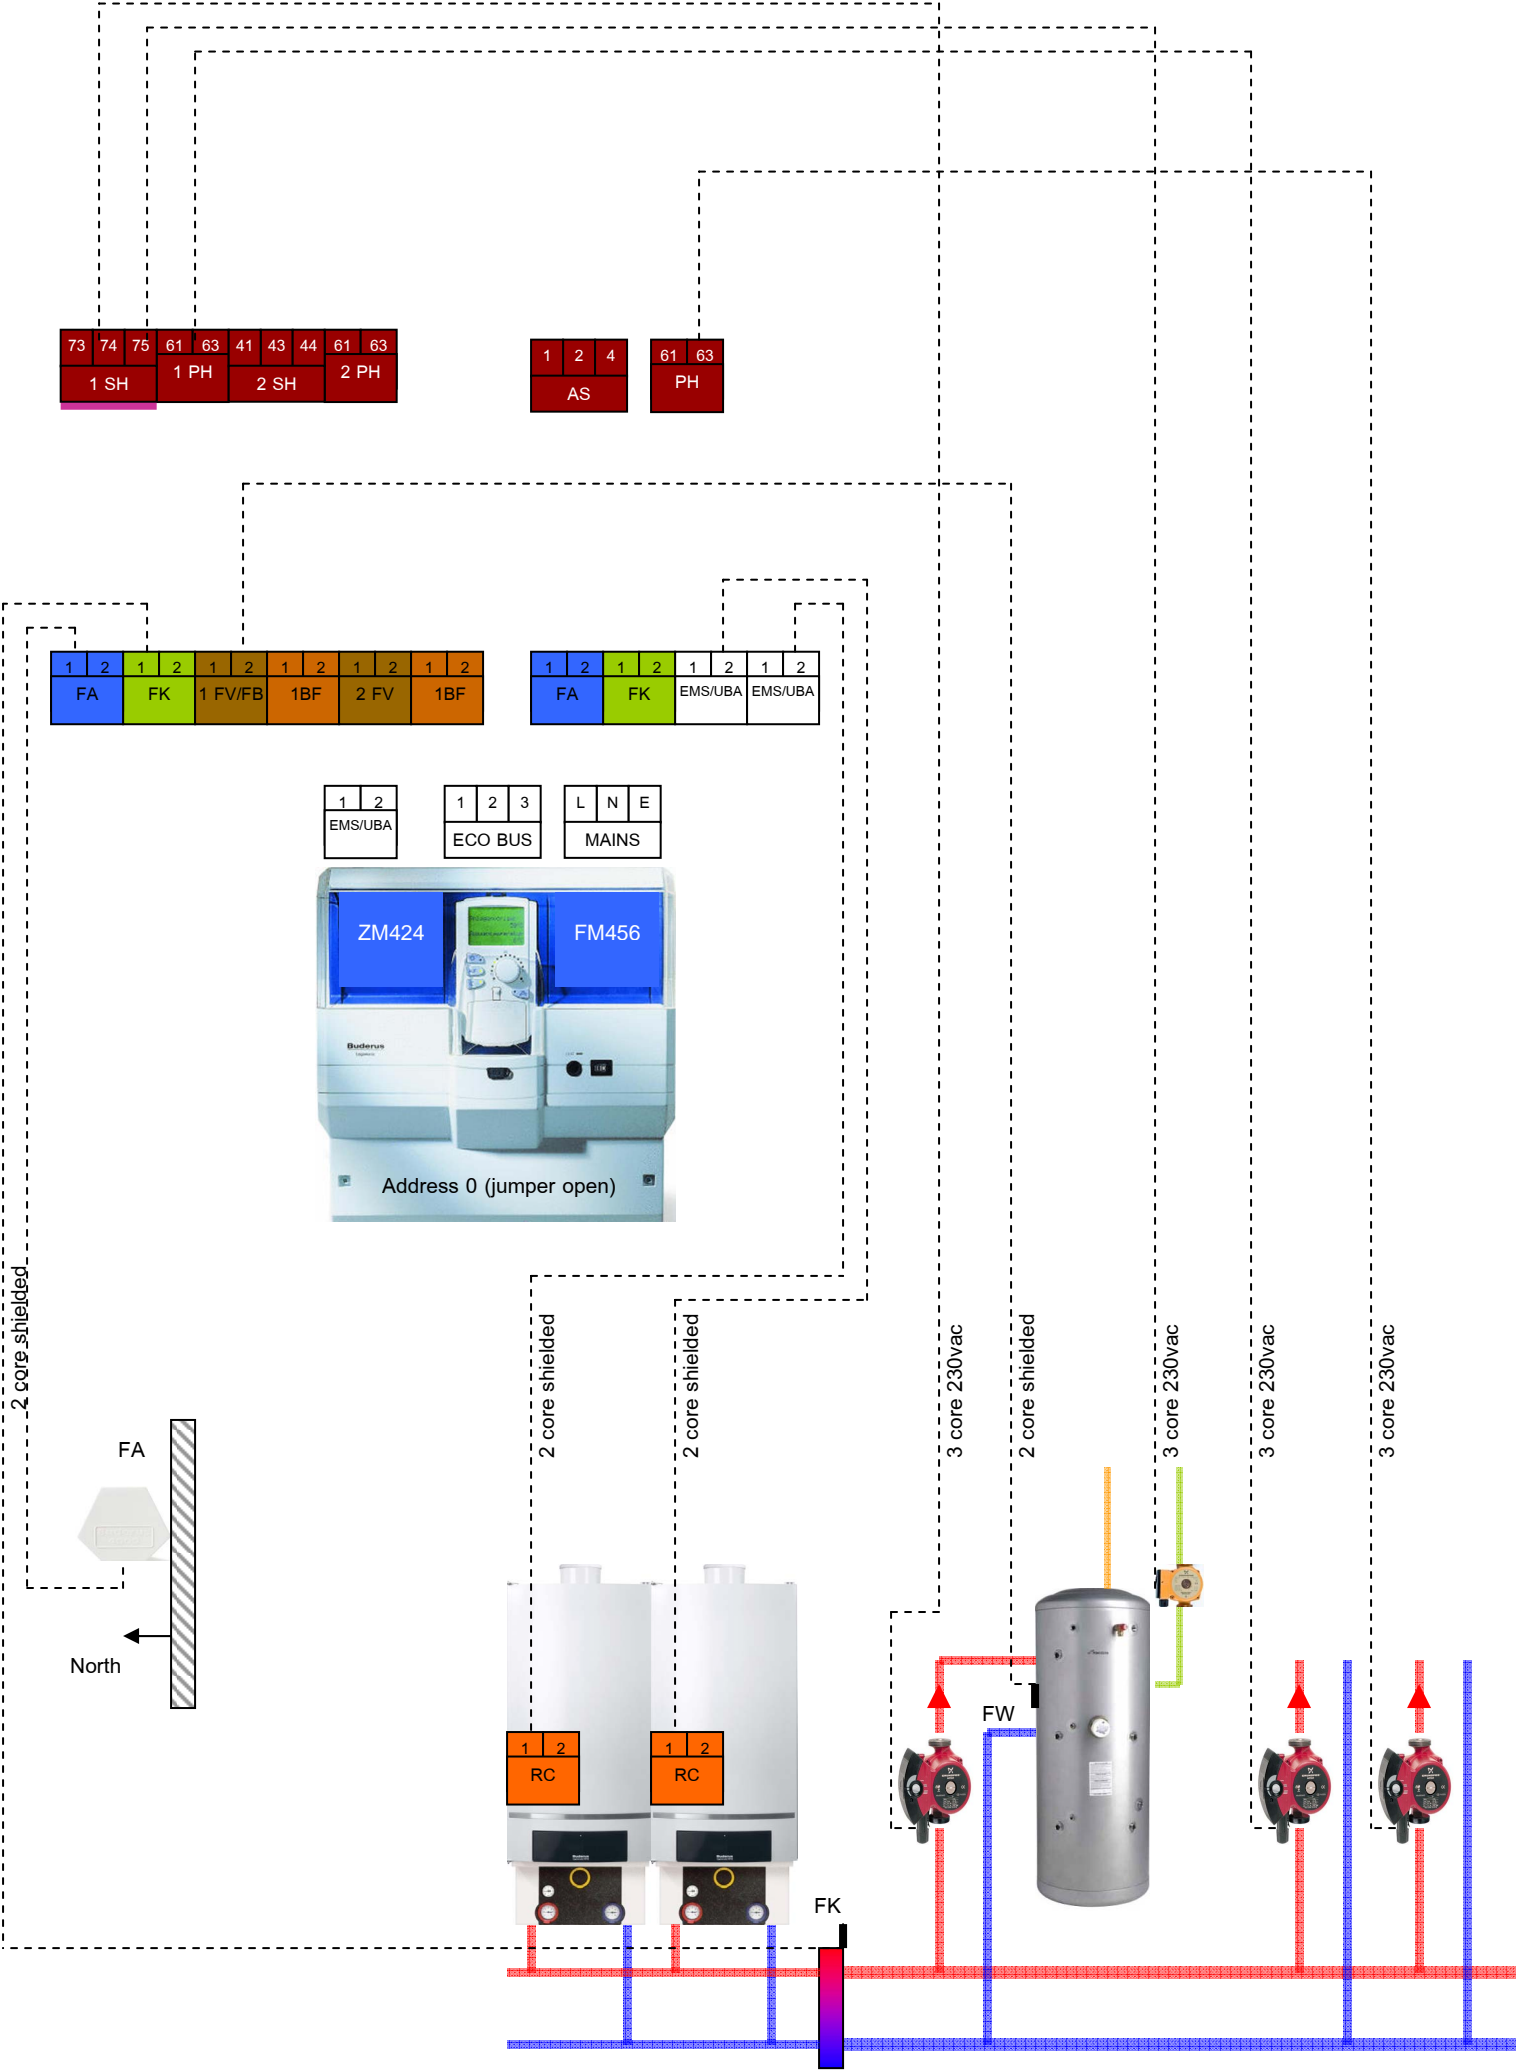 73 74 75 61 63 41 43 44 61 63
1 SH 1 PH 2 SH 2 PH
1 2 4
AS
61 63
PH
1 2 1 2 1 2 1 2 1 2 1 2
FA FK 1 FV/FB 1BF 2 FV 1BF
1 2 1 2 1 2 1 2
FA FK EMS/UBA EMS/UBA
1 2
EMS/UBA
1 2 3
ECO BUS
L N E
MAINS
ZM424
FM456
Buderus
Address 0 (jumper open)
2 core shielded
2 core shielded
2 core shielded
3 core 230vac
2 core shielded
3 core 230vac
3 core 230vac
3 core 230vac
FA
North
FW
1 2
RC
1 2
RC
Buderus
Buderus
FK